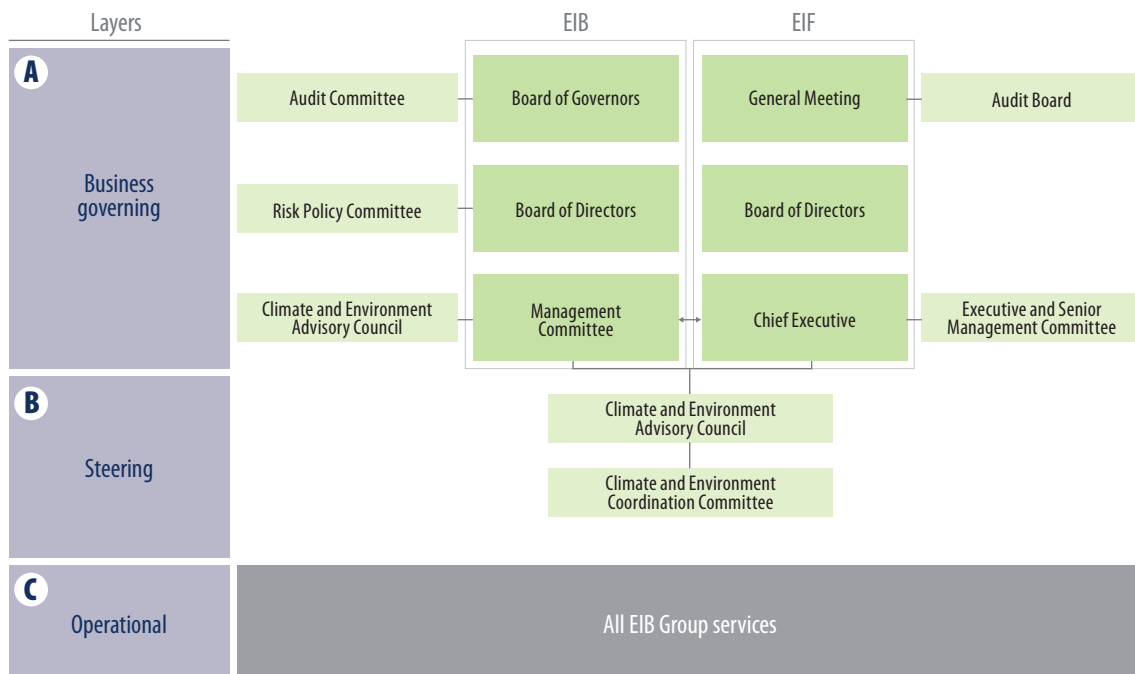 Layers
EIB
EIF
A
Business
governing
Audit Committee
Board of Governors
General Meeting
Audit Board
Risk Policy Committee
Board of Directors
Board of Directors
Climate and Environment
Advisory Council
Management
Committee
Chief Executive
Executive and Senior
Management Committee
B
Steering
Climate and Environment
Advisory Council
Climate and Environment
Coordination Committee
C
Operational
All EIB Group services